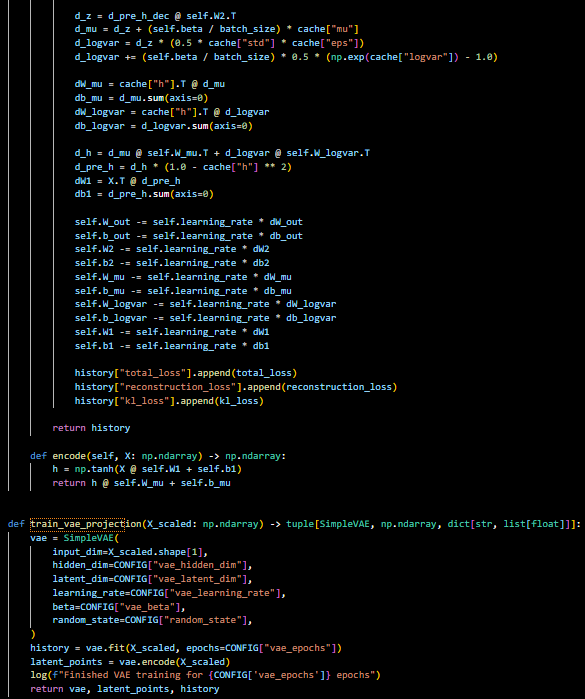 d_z = d_pre_h_dec @ self.W2.T
d_mu = d_z + (self.beta / batch_size) * cache["mu"]
d_logvar = d_z * (0.5 * cache["std"] * cache["eps"])
d_logvar += (self.beta / batch_size) * 0.5 * (np.exp(cache["logvar"]) - 1.0)
dW_mu = cache["h"].T @ d_mu
db_mu = d_mu.sum(axis=0)
dW_logvar = cache["h"].T @ d_logvar
db_logvar = d_logvar.sum(axis=0)
d_h = d_mu @ self.W_mu.T + d_logvar @ self.W_logvar.T
d_pre_h = d_h * (1.0 - cache["h"] ** 2)
dW1 = X.T @ d_pre_h
db1 = d_pre_h.sum(axis=0)
self.W_out -= self.learning_rate * dW_out
self.b_out -= self.learning_rate * db_out
self.W2 -= self.learning_rate * dW2
self.b2 -= self.learning_rate * db2
self.W_mu -= self.learning_rate * dW_mu
self.b_mu -= self.learning_rate * db_mu
self.W_logvar -= self.learning_rate * dW_logvar
self.b_logvar -= self.learning_rate * db_logvar
self.W1 -= self.learning_rate * dW1
self.b1 -= self.learning_rate * db1
history["total_loss"].append(total_loss)
history["reconstruction_loss"].append(reconstruction_loss)
history["kl_loss"].append(kl_loss)
return history
def encode(self, X: np.ndarray) -> np.ndarray:
h = np.tanh(X @ self.W1 + self.b1)
return h @ self.W_mu + self.b_mu
def train_vae_projection(X_scaled: np.ndarray) -> tuple[SimpleVAE, np.ndarray, dict[str, list[float]]]:
vae = SimpleVAE(
input_dim=X_scaled.shape[1],
hidden_dim=CONFIG["vae_hidden_dim"],
latent_dim=CONFIG["vae_latent_dim"],
learning_rate=CONFIG["vae_learning_rate"],
beta=CONFIG["vae_beta"],
random_state=CONFIG["random_state"],
)
history = vae.fit(X_scaled, epochs=CONFIG["vae_epochs"])
latent_points = vae.encode(X_scaled)
log(f"Finished VAE training for {CONFIG['vae_epochs']} epochs")
return vae, latent_points, history